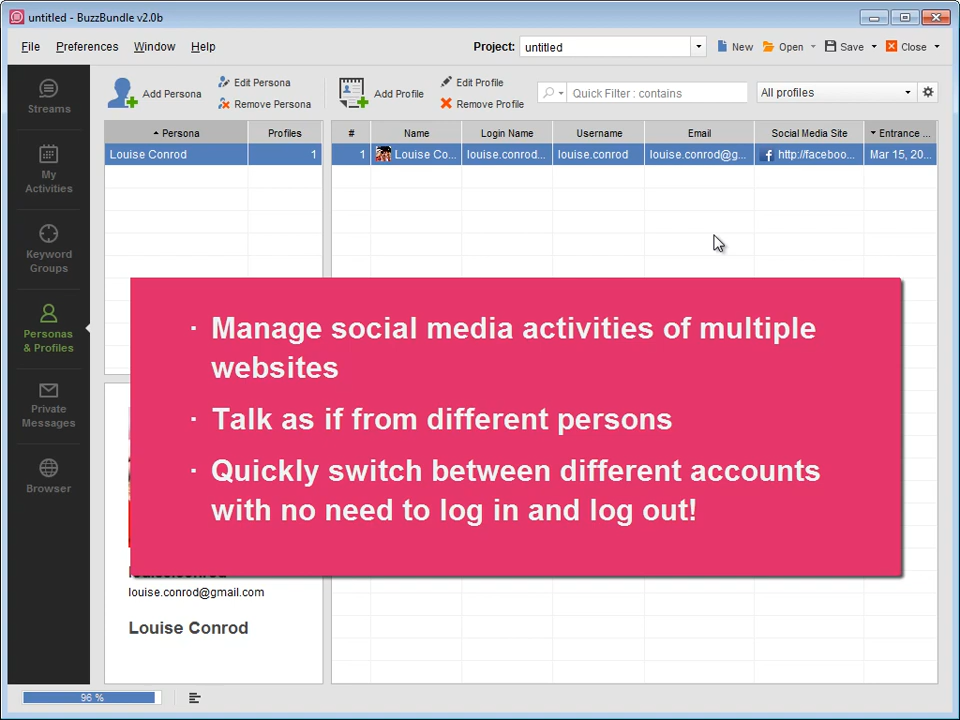 untitled - BuzzBundle v2.0b
File Preferences Window Help Project: untitled New Open Save Close
Streams
My
Activities
Keyword
Groups
Personas
& Profiles
Private
Messages
Browser
Add Persona
Edit Persona
Remove Persona
Add Profile
Edit Profile
Remove Profile
Quick Filter : contains
All profiles
Persona Profiles
Louise Conrod 1
# Name Login Name Username Email Social Media Site Entrance ...
1 Louise Co... louise.conrod... louise.conrod louise.conrod@g... http://faceboo... Mar 15, 20...
· Manage social media activities of multiple
websites
· Talk as if from different persons
· Quickly switch between different accounts
with no need to log in and log out!
louise.conrod@gmail.com
Louise Conrod
96 %